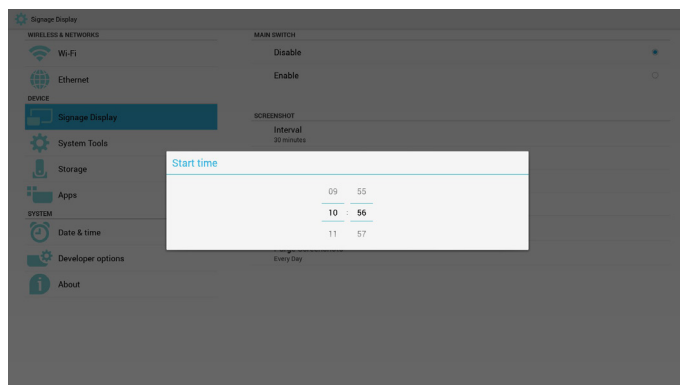 Signage Display
WIRELESS & NETWORKS
Wi-Fi
Ethernet
DEVICE
Signage Display
System Tools
Storage
Apps
SYSTEM
Date & time
Developer options
About
MAIN SWITCH
Disable
Enable
SCREENSHOT
Interval
30 minutes
Every Day
Start time
09 55
10 : 56
11 57